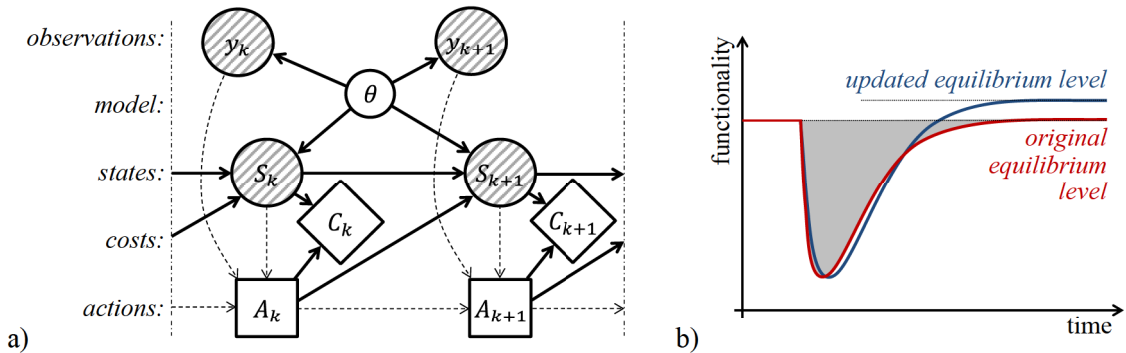 observations:
y_k
y_{k+1}
model:
θ
states:
S_k
S_{k+1}
costs:
C_k
C_{k+1}
actions:
A_k
A_{k+1}
a)
functionality
updated equilibrium level
original
equilibrium
level
time
b)